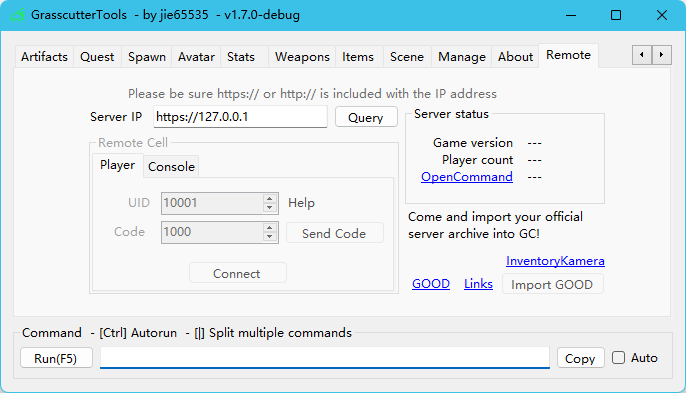 GrasscutterTools - by jie65535 - v1.7.0-debug
Artifacts Quest Spawn Avatar Stats Weapons Items Scene Manage About Remote
Please be sure https:// or http:// is included with the IP address
Server IP https://127.0.0.1 Query
Server status
Game version ---
Player count ---
OpenCommand ---
Remote Cell
Player Console
UID 10001 Help
Code 1000 Send Code
Connect
Come and import your official
server archive into GC!
InventoryKamera
GOOD Links Import GOOD
Command - [Ctrl] Autorun - [|] Split multiple commands
Run(F5) Copy Auto